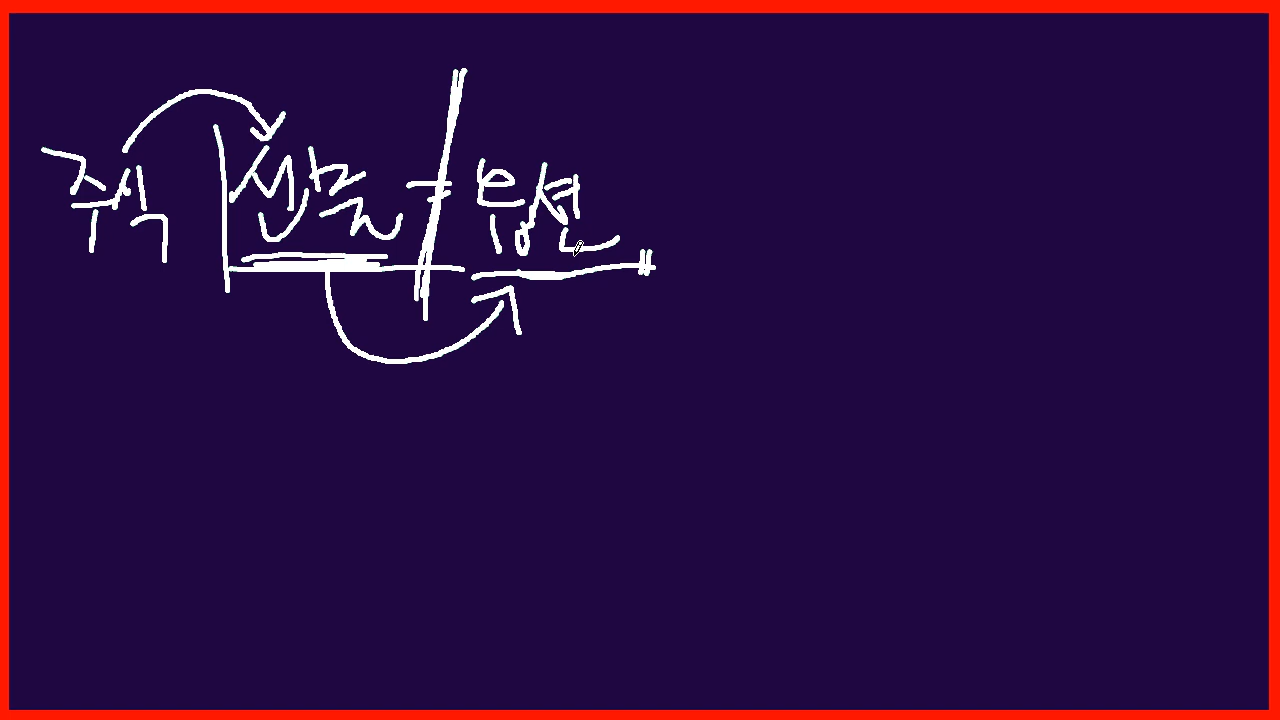 주식 선물 = 옵션